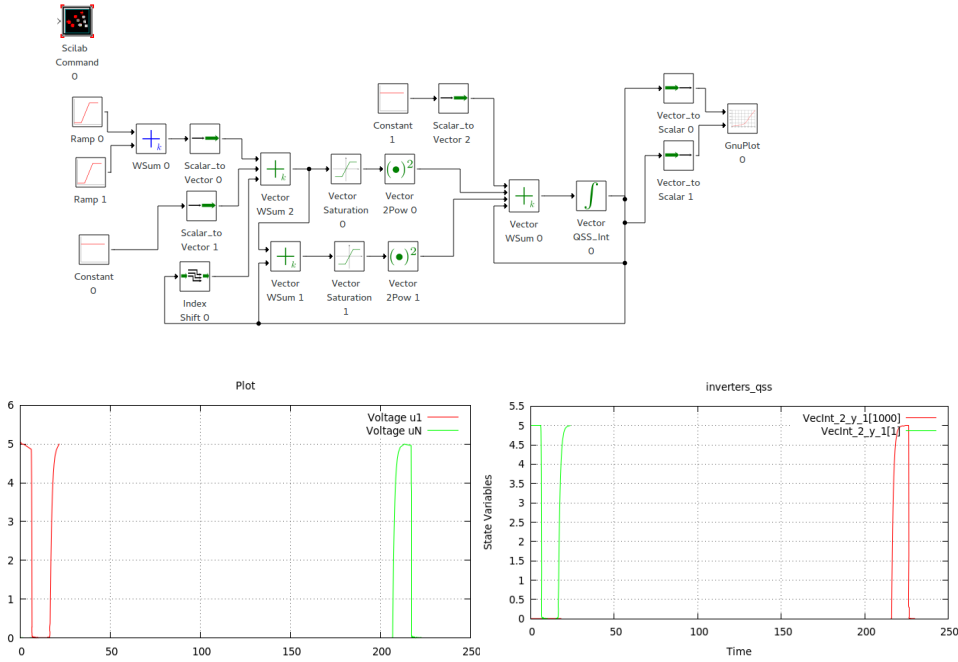 Scilab
Command
0
Ramp 0
Ramp 1
k
WSum 0
Scalar_to
Vector 0
Scalar_to
Vector 1
Constant
0
Index
Shift 0
k
Vector
WSum 2
k
Vector
WSum 1
Vector
Saturation
0
Vector
Saturation
1
(•)2
Vector
2Pow 0
(•)2
Vector
2Pow 1
Constant
1
Scalar_to
Vector 2
k
Vector
WSum 0
∫
Vector
QSS_Int
0
Vector_to
Scalar 0
Vector_to
Scalar 1
GnuPlot
0
Plot
Voltage u1
Voltage uN
6
5
4
3
2
1
0
0 50 100 150 200 250
inverters_qss
VecInt_2_y_1[1000]
VecInt_2_y_1[1]
State Variables
5.5
5
4.5
4
3.5
3
2.5
2
1.5
1
0.5
0
0 50 100 150 200 250
Time